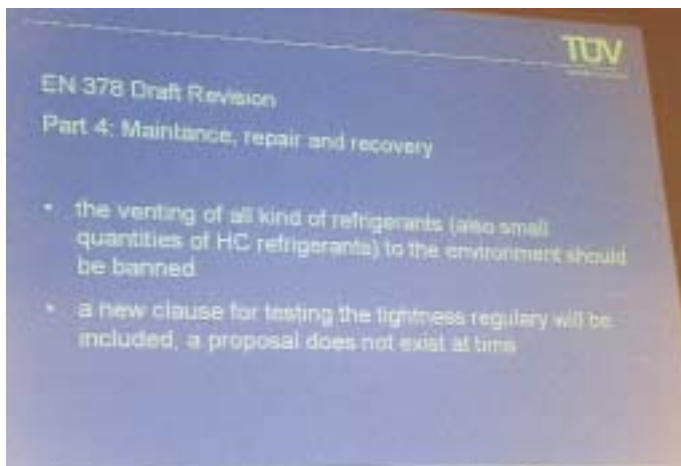 TÜV
EN 378 Draft Revision
Part 4: Maintance, repair and recovery
• the venting of all kind of refrigerants (also small
quantities of HC refrigerants) to the environment should
be banned
• a new clause for testing the tightness regulary will be
included, a proposal does not exist at time